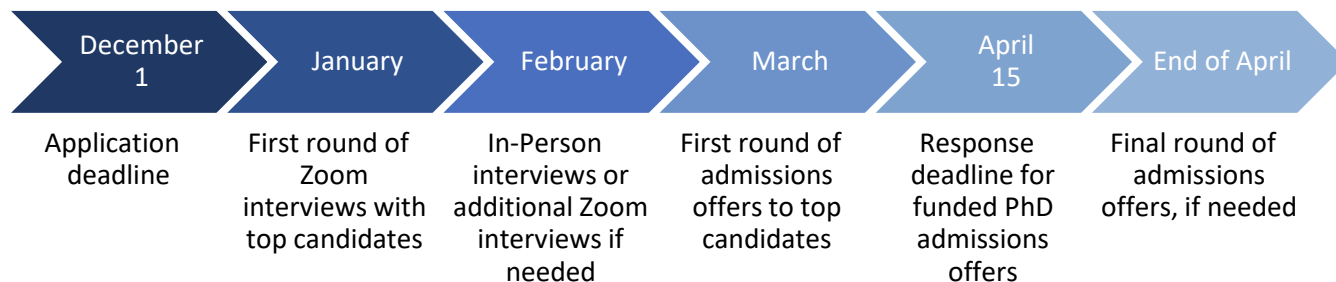 December
1
January
February
March
April
15
End of April
Application
deadline
First round of
Zoom
interviews with
top candidates
In-Person
interviews or
additional Zoom
interviews if
needed
First round of
admissions
offers to top
candidates
Response
deadline for
funded PhD
admissions
offers
Final round of
admissions
offers, if needed